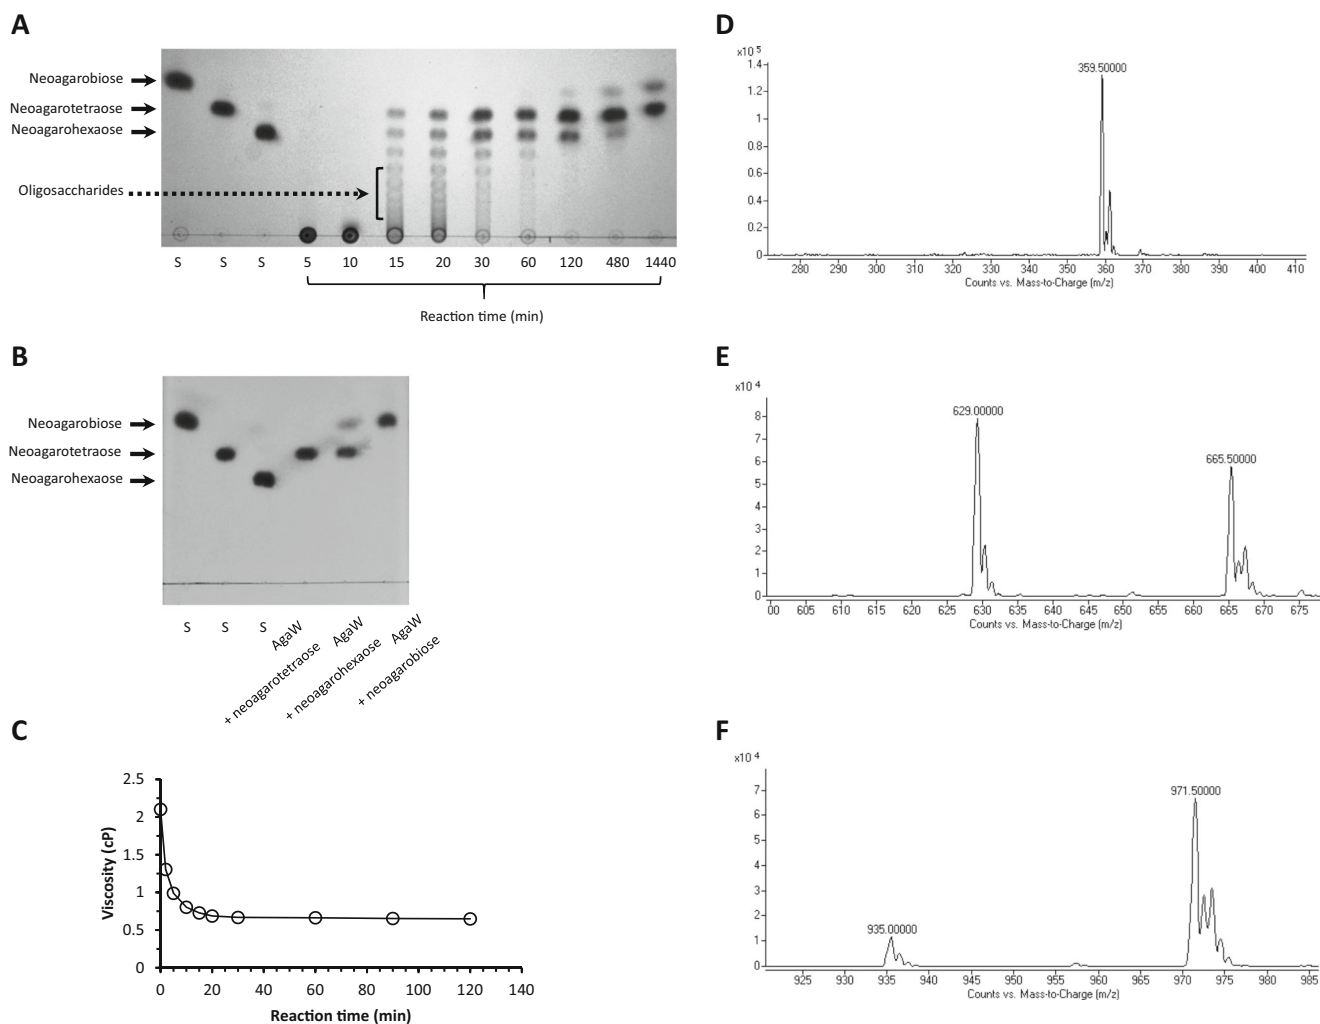 A
Neoagarobiose
Neoagarotetraose
Neoagarohexaose
Oligosaccharides
S S S 5 10 15 20 30 60 120 480 1440
Reaction time (min)
B
Neoagarobiose
Neoagarotetraose
Neoagarohexaose
S S S
AgaW
+ neoagarotetraose
AgaW
+ neoagarohexaose
AgaW
+ neoagarobiose
C
Viscosity (cP)
2.5
2
1.5
1
0.5
0
0 20 40 60 80 100 120 140
Reaction time (min)
D
x10 5
359.50000
1.4
1.2
1
0.8
0.6
0.4
0.2
0
280 290 300 310 320 330 340 350 360 370 380 390 400 410
Counts vs. Mass-to-Charge (m/z)
E
x10 4
629.00000
665.50000
8
7
6
5
4
3
2
1
0
00 605 610 615 620 625 630 635 640 645 650 655 660 665 670 675
Counts vs. Mass-to-Charge (m/z)
F
x10 4
971.50000
935.00000
7
6
5
4
3
2
1
0
925 930 935 940 945 950 955 960 965 970 975 980 985
Counts vs. Mass-to-Charge (m/z)